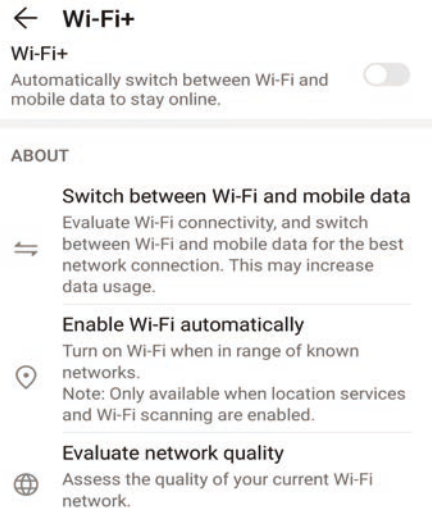 Wi-Fi+
Wi-Fi+
Automatically switch between Wi-Fi and
mobile data to stay online.
ABOUT
Switch between Wi-Fi and mobile data
Evaluate Wi-Fi connectivity, and switch
between Wi-Fi and mobile data for the best
network connection. This may increase
data usage.
Enable Wi-Fi automatically
Turn on Wi-Fi when in range of known
networks.
Note: Only available when location services
and Wi-Fi scanning are enabled.
Evaluate network quality
Assess the quality of your current Wi-Fi
network.